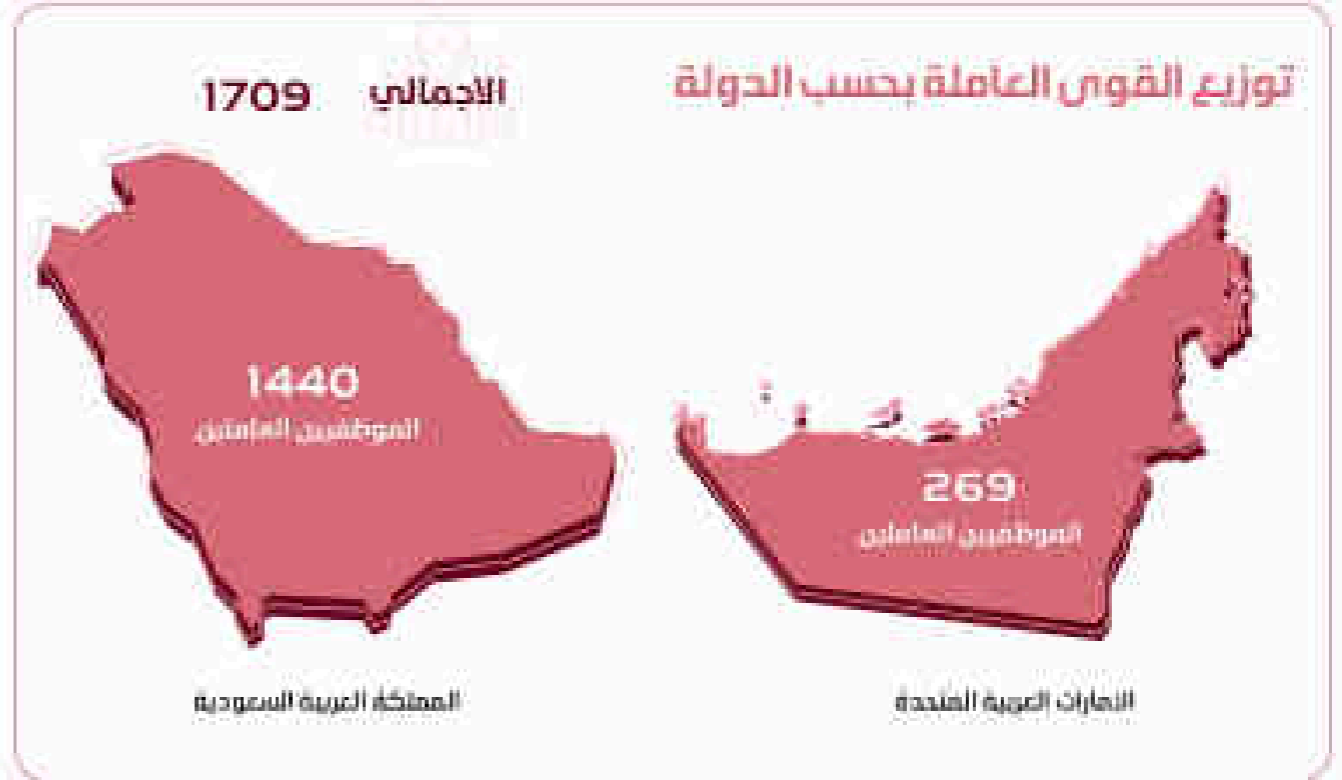 توزيع القوى العاملة بحسب الدولة
الاجمالي 1709
269
الموظفين العاملين
الامارات العربية المتحدة
1440
الموظفين العاملين
المملكة العربية السعودية